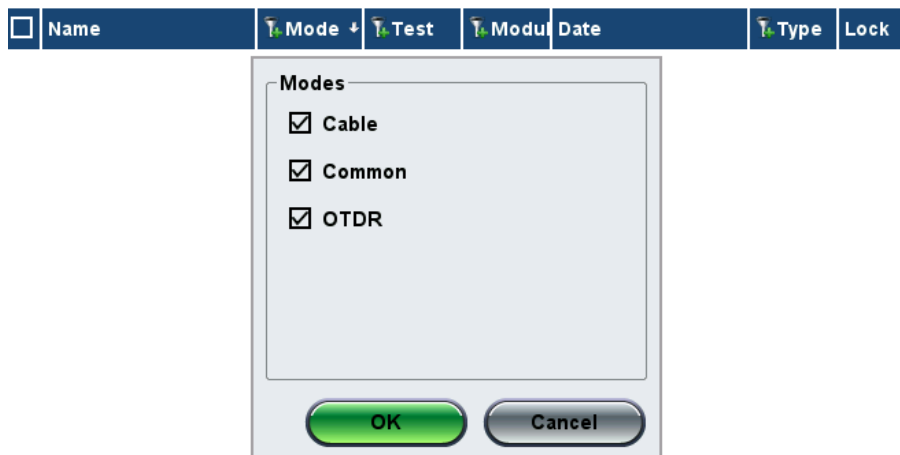 Name Mode Test Modul Date Type Lock
Modes
Cable
Common
OTDR
OK Cancel